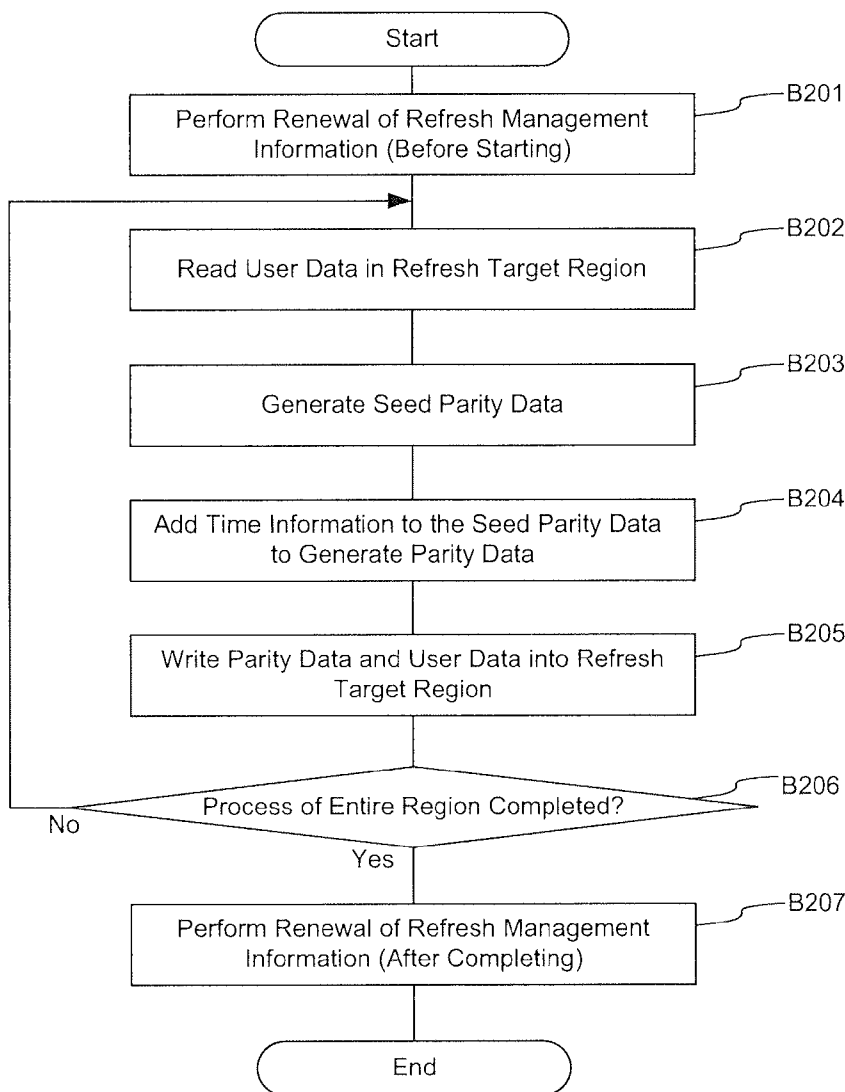 Start
B201
Perform Renewal of Refresh Management
Information (Before Starting)
B202
Read User Data in Refresh Target Region
B203
Generate Seed Parity Data
B204
Add Time Information to the Seed Parity Data
to Generate Parity Data
B205
Write Parity Data and User Data into Refresh
Target Region
B206
Process of Entire Region Completed?
No
Yes
B207
Perform Renewal of Refresh Management
Information (After Completing)
End